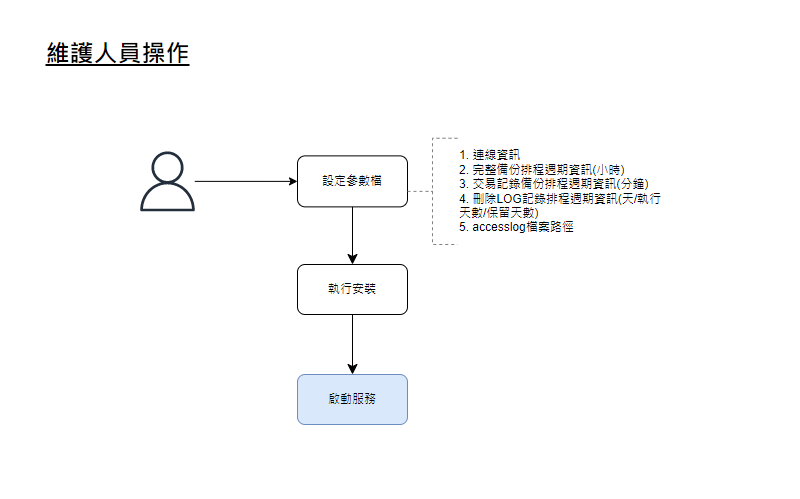 維護人員操作
設定參數檔
1. 連線資訊
2. 完整備份排程週期資訊(小時)
3. 交易記錄備份排程週期資訊(分鐘)
4. 刪除LOG記錄排程週期資訊(天/執行
天數/保留天數)
5. accesslog檔案路徑
執行安裝
啟動服務